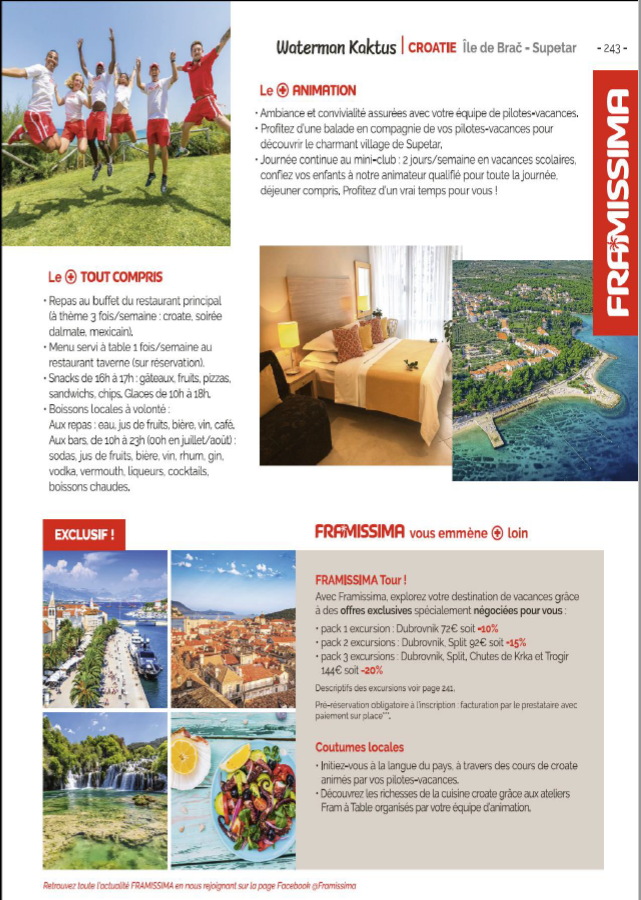 Waterman Kaktus | CROATIE Île de Brač - Supetar - 243 -
FRAMISSIMA
Le + ANIMATION
• Ambiance et convivialité assurées avec votre équipe de pilotes-vacances.
• Profitez d'une balade en compagnie de vos pilotes-vacances pour
découvrir le charmant village de Supetar.
• Journée continue au mini-club : 2 jours/semaine en vacances scolaires,
confiez vos enfants à notre animateur qualifié pour toute la journée,
déjeuner compris. Profitez d'un vrai temps pour vous !
Le + TOUT COMPRIS
• Repas au buffet du restaurant principal
(à thème 3 fois/semaine : croate, soirée
dalmate, mexicain).
• Menu servi à table 1 fois/semaine au
restaurant taverne (sur réservation).
• Snacks de 16h à 17h : gâteaux, fruits, pizzas,
sandwichs, chips. Glaces de 10h à 18h.
• Boissons locales à volonté :
Aux repas : eau, jus de fruits, bière, vin, café.
Aux bars, de 10h à 23h (00h en juillet/août) :
sodas, jus de fruits, bière, vin, rhum, gin,
vodka, vermouth, liqueurs, cocktails,
boissons chaudes.
EXCLUSIF !
FRAMISSIMA vous emmène + loin
FRAMISSIMA Tour !
Avec Framissima, explorez votre destination de vacances grâce
à des offres exclusives spécialement négociées pour vous :
• pack 1 excursion : Dubrovnik 72€ soit -10%
• pack 2 excursions : Dubrovnik, Split 92€ soit -15%
• pack 3 excursions : Dubrovnik, Split, Chutes de Krka et Trogir
144€ soit -20%
Descriptifs des excursions voir page 241.
Pré-réservation obligatoire à l'inscription : facturation par le prestataire avec
paiement sur place***.
Coutumes locales
• Initiez-vous à la langue du pays, à travers des cours de croate
animés par vos pilotes-vacances.
• Découvrez les richesses de la cuisine croate grâce aux ateliers
Fram à Table organisés par votre équipe d'animation.
Retrouvez toute l'actualité FRAMISSIMA en nous rejoignant sur la page Facebook @Framissima